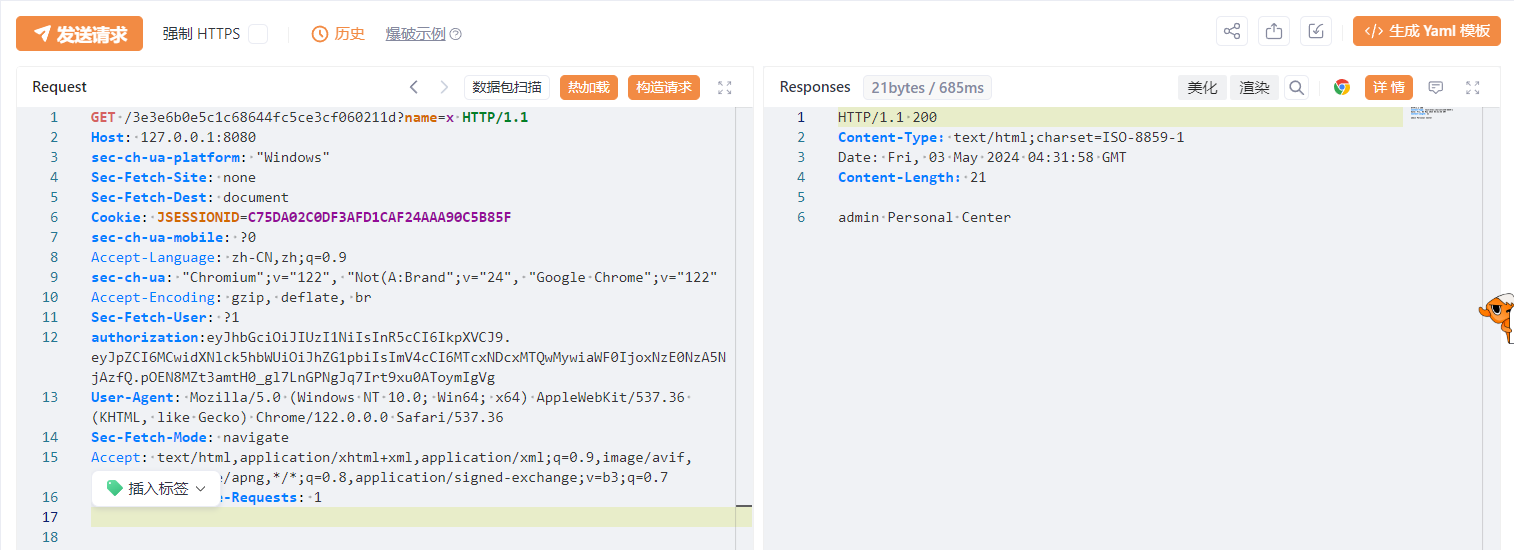 发送请求 强制 HTTPS 历史 爆破示例 </> 生成 Yaml 模板
Request 数据包扫描 热加载 构造请求
1 GET /3e3e6b0e5c1c68644fc5ce3cf060211d?name=x HTTP/1.1
2 Host: 127.0.0.1:8080
3 sec-ch-ua-platform: "Windows"
4 Sec-Fetch-Site: none
5 Sec-Fetch-Dest: document
6 Cookie: JSESSIONID=C75DA02C0DF3AFD1CAF24AAA90C5B85F
7 sec-ch-ua-mobile: ?0
8 Accept-Language: zh-CN,zh;q=0.9
9 sec-ch-ua: "Chromium";v="122", "Not(A:Brand";v="24", "Google Chrome";v="122"
10 Accept-Encoding: gzip, deflate, br
11 Sec-Fetch-User: ?1
12 authorization:eyJhbGciOiJIUzI1NiIsInR5cCI6IkpXVCJ9.
eyJpZCI6MCwidXNlck5hbWUiOiJhZG1pbiIsImV4cCI6MTcxNDcxMTQwMywiaWF0IjoxNzE0NzA5N
jAzfQ.pOEN8MZt3amtH0_gl7LnGPNgJq7Irt9xu0AToymIgVg
13 User-Agent: Mozilla/5.0 (Windows NT 10.0; Win64; x64) AppleWebKit/537.36
(KHTML, like Gecko) Chrome/122.0.0.0 Safari/537.36
14 Sec-Fetch-Mode: navigate
15 Accept: text/html,application/xhtml+xml,application/xml;q=0.9,image/avif,
e/apng,*/*;q=0.8,application/signed-exchange;v=b3;q=0.7
插入标签
16 e-Requests: 1
17
18
Responses 21bytes / 685ms 美化 渲染 详情
1 HTTP/1.1 200
2 Content-Type: text/html;charset=ISO-8859-1
3 Date: Fri, 03 May 2024 04:31:58 GMT
4 Content-Length: 21
5
6 admin Personal Center